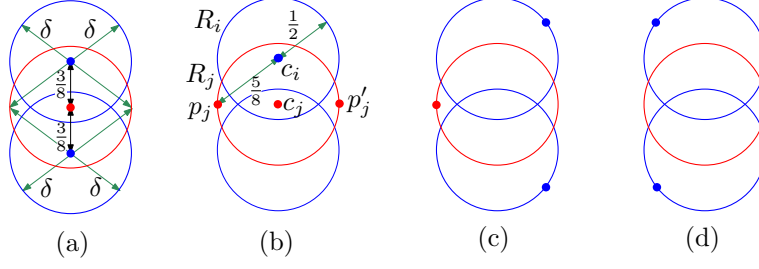 δ δ
3/8
3/8
δ δ
(a)
R_i
1/2
c_i
R_j
5/8
p_j
c_j
p'_j
(b)
(c)
(d)